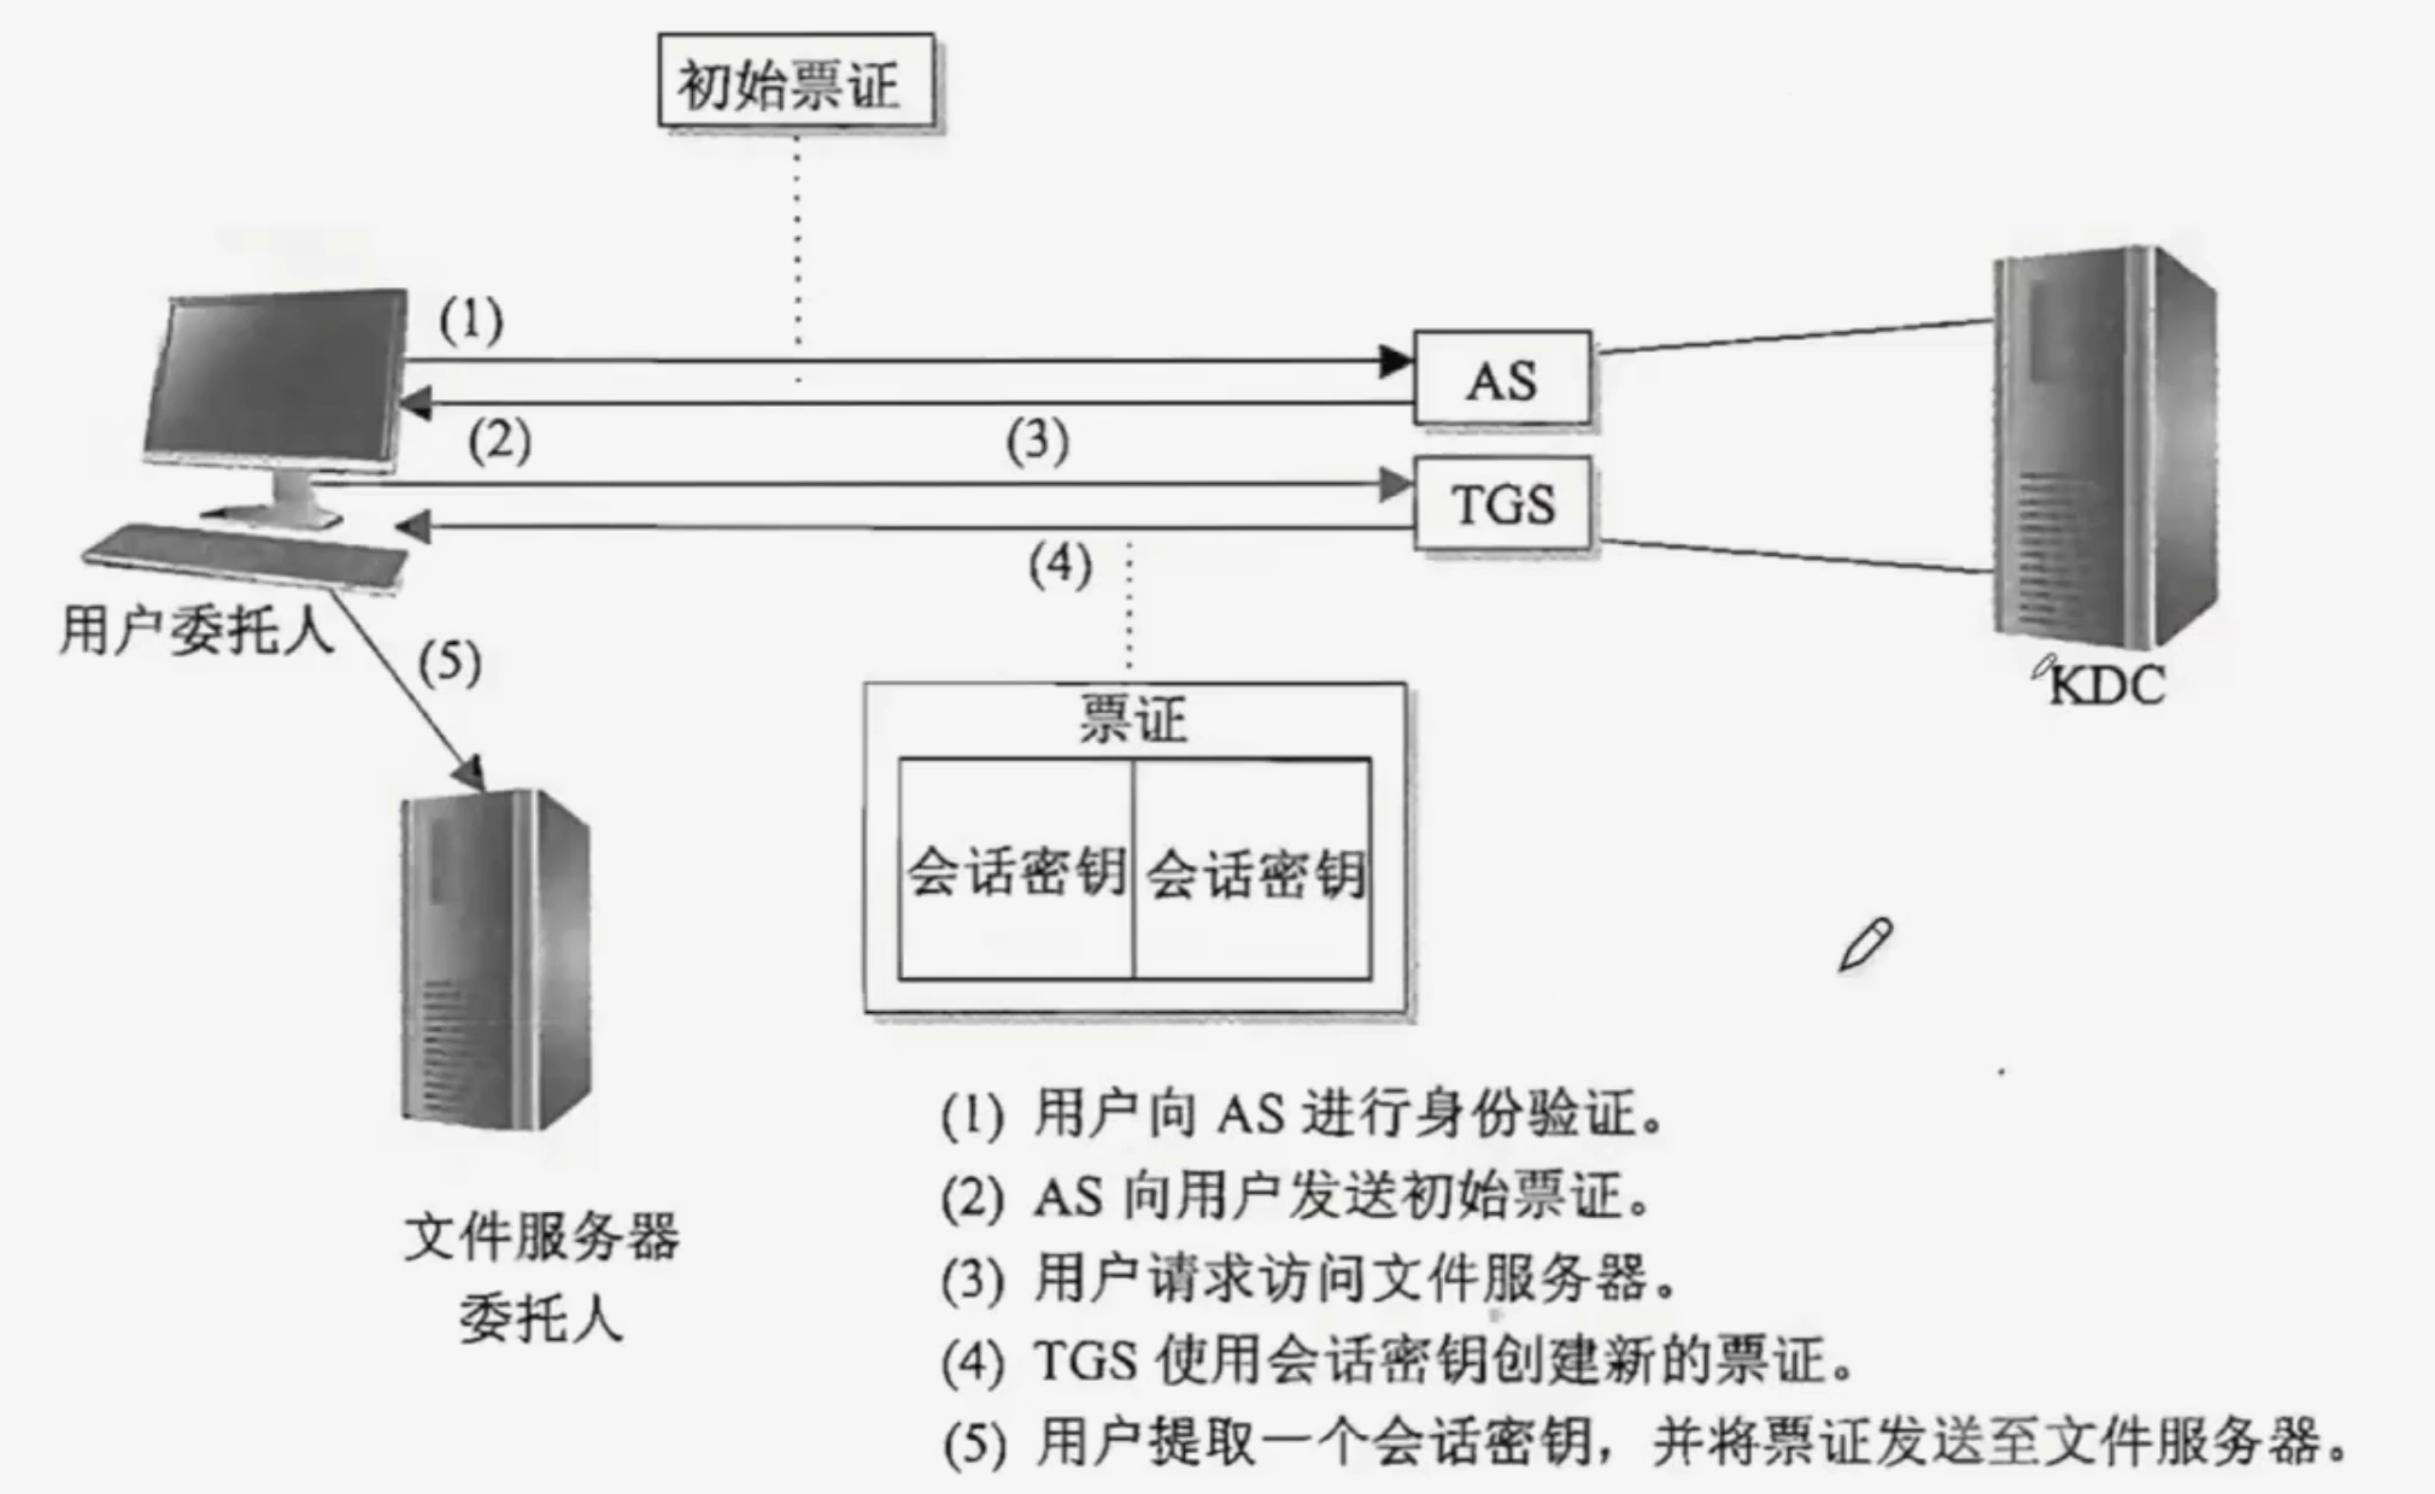 初始票证
(1)
AS
(2)
(3)
TGS
(4)
用户委托人
(5)
KDC
票证
会话密钥 会话密钥
文件服务器
委托人
(1) 用户向 AS 进行身份验证。
(2) AS 向用户发送初始票证。
(3) 用户请求访问文件服务器。
(4) TGS 使用会话密钥创建新的票证。
(5) 用户提取一个会话密钥，并将票证发送至文件服务器。